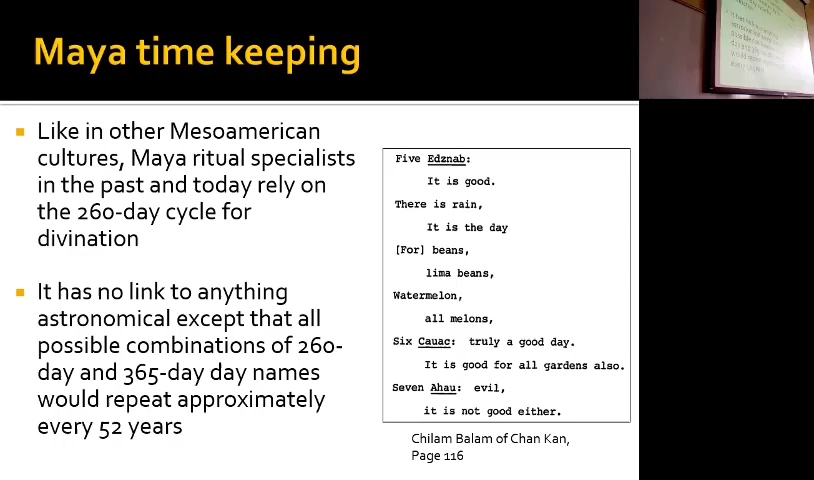 Maya time keeping
Like in other Mesoamerican
cultures, Maya ritual specialists
in the past and today rely on
the 260-day cycle for
divination
It has no link to anything
astronomical except that all
possible combinations of 260-
day and 365-day day names
would repeat approximately
every 52 years
Five Edznab:
It is good.
There is rain,
It is the day
[For] beans,
lima beans,
Watermelon,
all melons,
Six Cauac: truly a good day.
It is good for all gardens also.
Seven Ahau: evil,
it is not good either.
Chilam Balam of Chan Kan,
Page 116